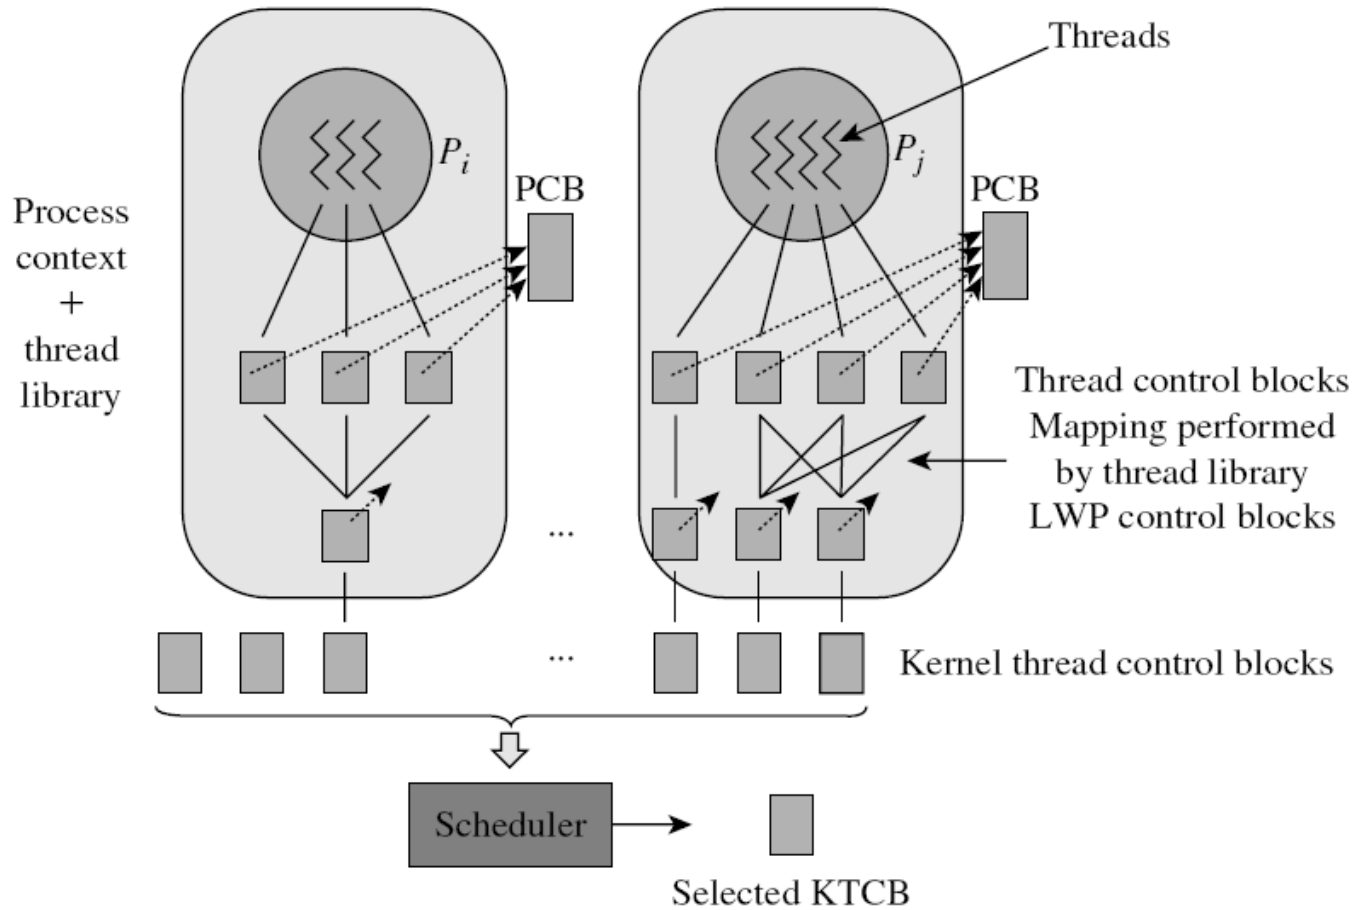 Threads
P_i
P_j
PCB
PCB
Process
context
+
thread
library
Thread control blocks
Mapping performed
by thread library
LWP control blocks
...
...
Kernel thread control blocks
Scheduler
Selected KTCB